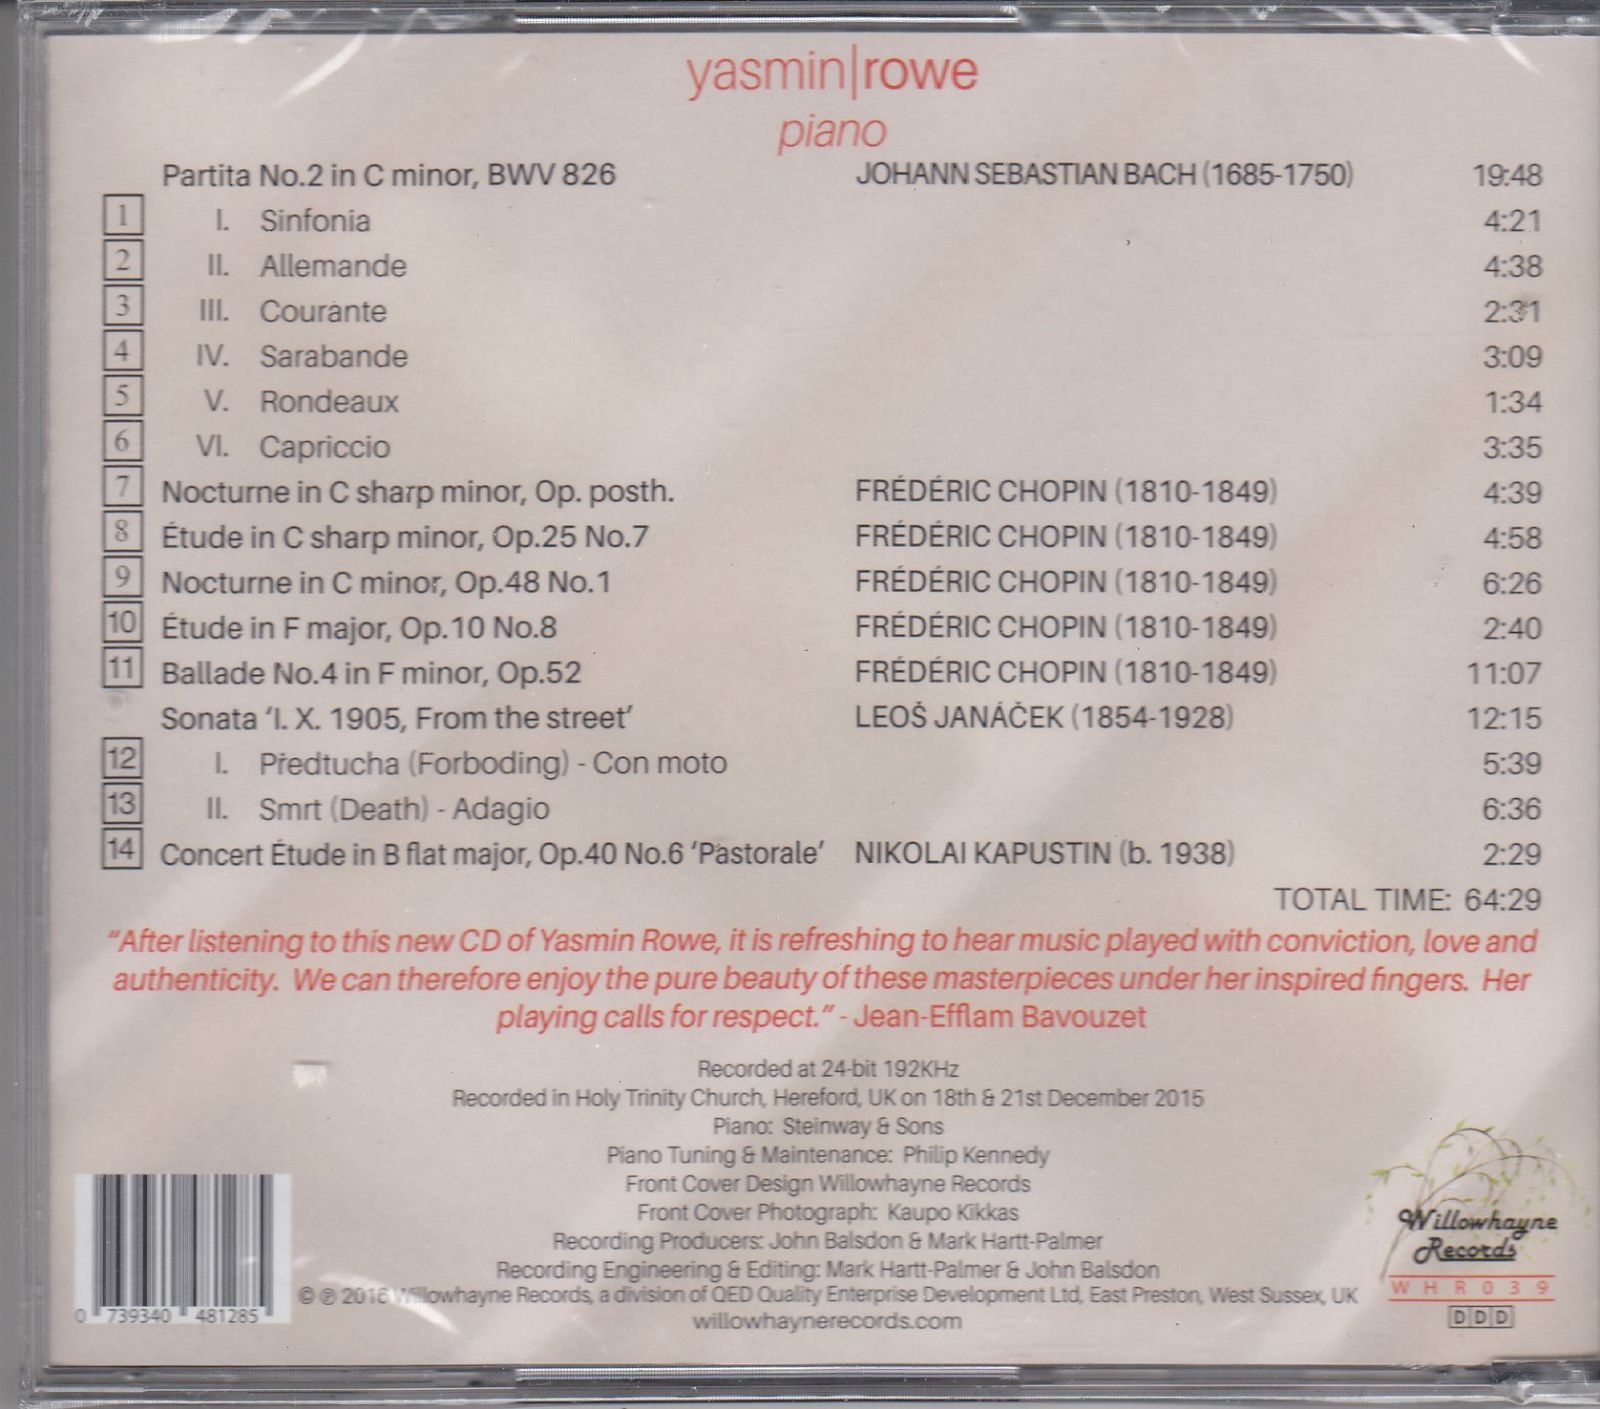 yasmin|rowe
piano
Partita No.2 in C minor, BWV 826 JOHANN SEBASTIAN BACH (1685-1750) 19:48
1 I. Sinfonia 4:21
2 II. Allemande 4:38
3 III. Courante 2:31
4 IV. Sarabande 3:09
5 V. Rondeaux 1:34
6 VI. Capriccio 3:35
7 Nocturne in C sharp minor, Op. posth. FRÉDÉRIC CHOPIN (1810-1849) 4:39
8 Étude in C sharp minor, Op.25 No.7 FRÉDÉRIC CHOPIN (1810-1849) 4:58
9 Nocturne in C minor, Op.48 No.1 FRÉDÉRIC CHOPIN (1810-1849) 6:26
10 Étude in F major, Op.10 No.8 FRÉDÉRIC CHOPIN (1810-1849) 2:40
11 Ballade No.4 in F minor, Op.52 FRÉDÉRIC CHOPIN (1810-1849) 11:07
Sonata ‘I. X. 1905, From the street’ LEOŠ JANÁČEK (1854-1928) 12:15
12 I. Předtucha (Forboding) - Con moto 5:39
13 II. Smrt (Death) - Adagio 6:36
14 Concert Étude in B flat major, Op.40 No.6 ‘Pastorale’ NIKOLAI KAPUSTIN (b. 1938) 2:29
TOTAL TIME: 64:29
“After listening to this new CD of Yasmin Rowe, it is refreshing to hear music played with conviction, love and
authenticity. We can therefore enjoy the pure beauty of these masterpieces under her inspired fingers. Her
playing calls for respect.” - Jean-Efflam Bavouzet
Recorded at 24-bit 192KHz
Recorded in Holy Trinity Church, Hereford, UK on 18th & 21st December 2015
Piano: Steinway & Sons
Piano Tuning & Maintenance: Philip Kennedy
Front Cover Design Willowhayne Records
Front Cover Photograph: Kaupo Kikkas
Recording Producers: John Balsdon & Mark Hartt-Palmer
Recording Engineering & Editing: Mark Hartt-Palmer & John Balsdon
© ℗ 2016 Willowhayne Records, a division of QED Quality Enterprise Development Ltd, East Preston, West Sussex, UK
willowhaynerecords.com
0 739340 481285
Willowhayne
Records
WHR039
DDD